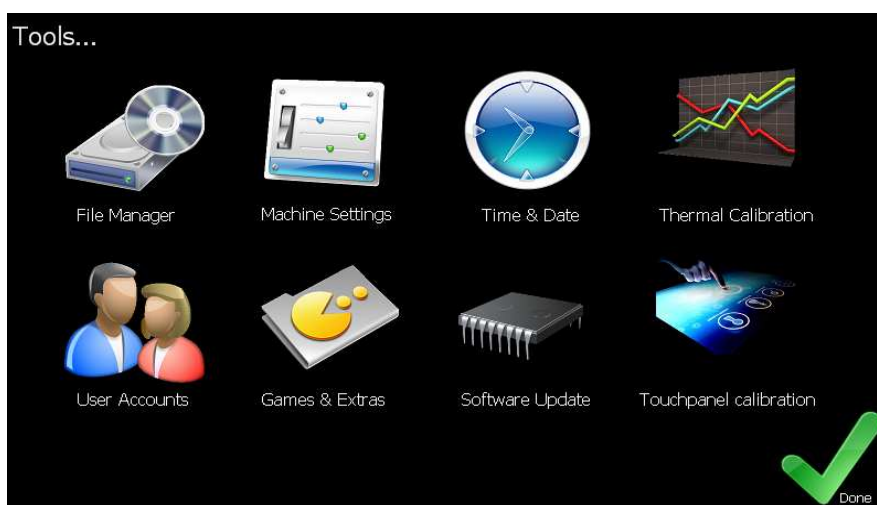 Tools...
File Manager
Machine Settings
Time & Date
Thermal Calibration
User Accounts
Games & Extras
Software Update
Touchpanel calibration
Done